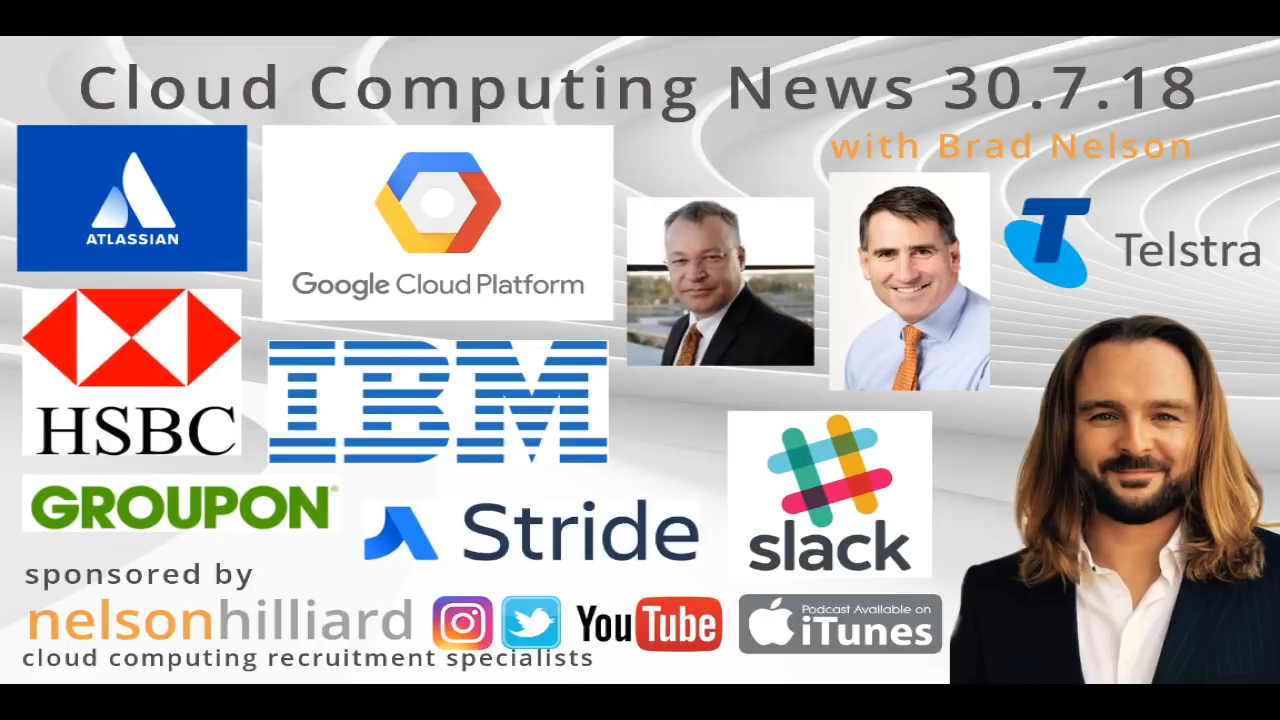 Cloud Computing News 30.7.18
with Brad Nelson
ATLASSIAN
Google Cloud Platform
Telstra
HSBC
IBM
GROUPON
Stride
slack
sponsored by
nelsonhilliard
cloud computing recruitment specialists
YouTube
Podcast Available on
iTunes